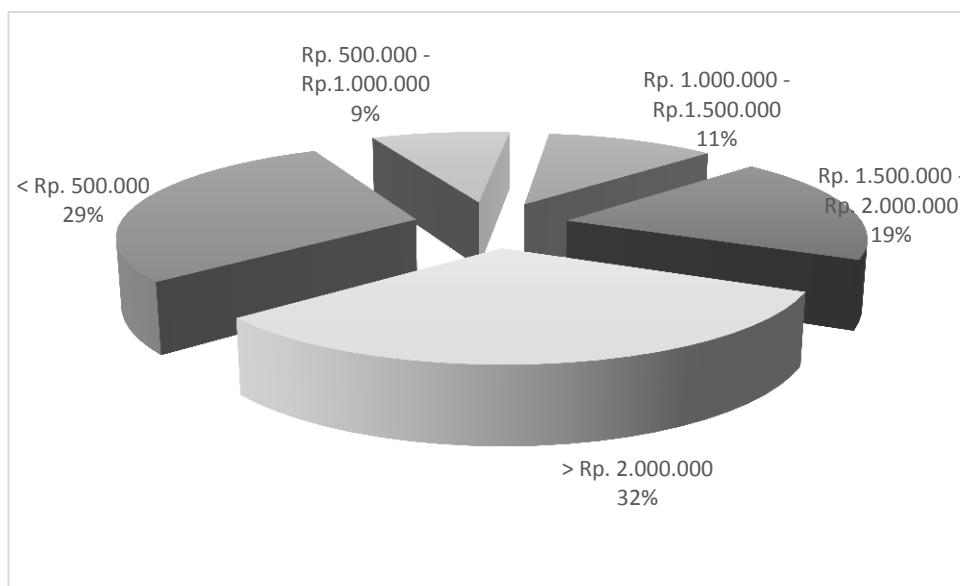 Rp. 500.000 -
Rp.1.000.000
9%
Rp. 1.000.000 -
Rp.1.500.000
11%
Rp. 1.500.000 -
Rp. 2.000.000
19%
< Rp. 500.000
29%
> Rp. 2.000.000
32%